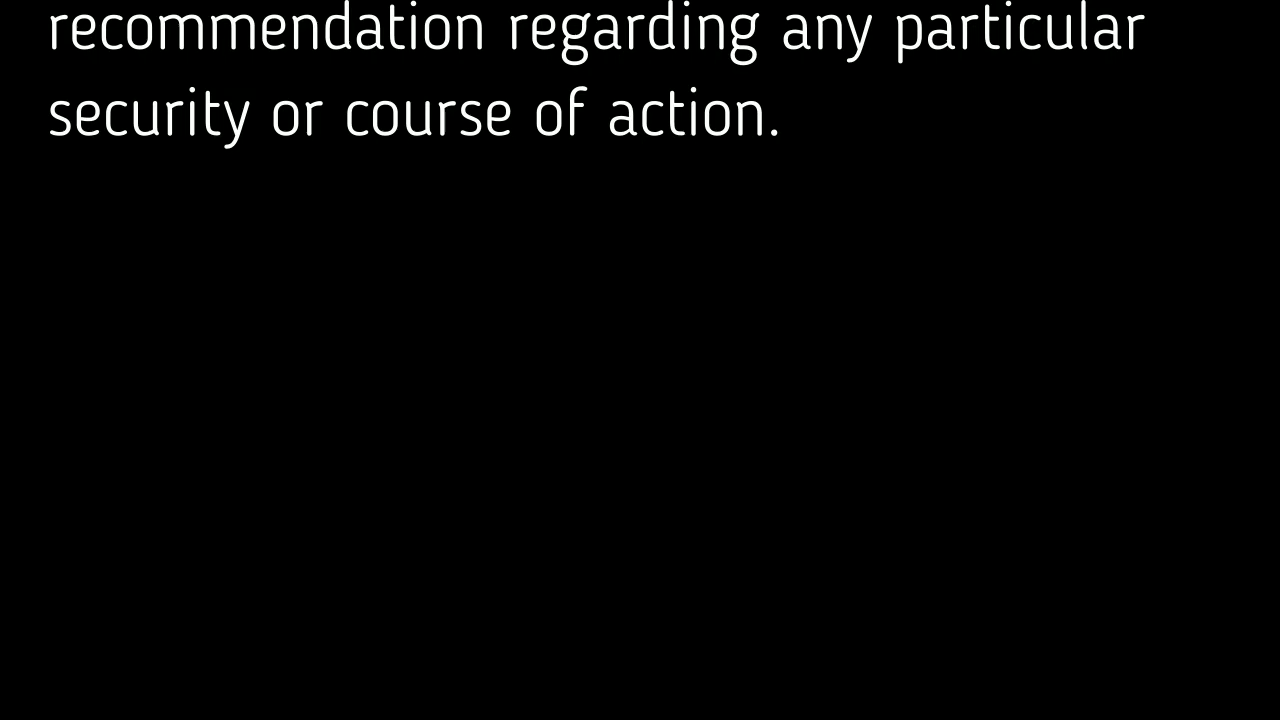 recommendation regarding any particular
security or course of action.